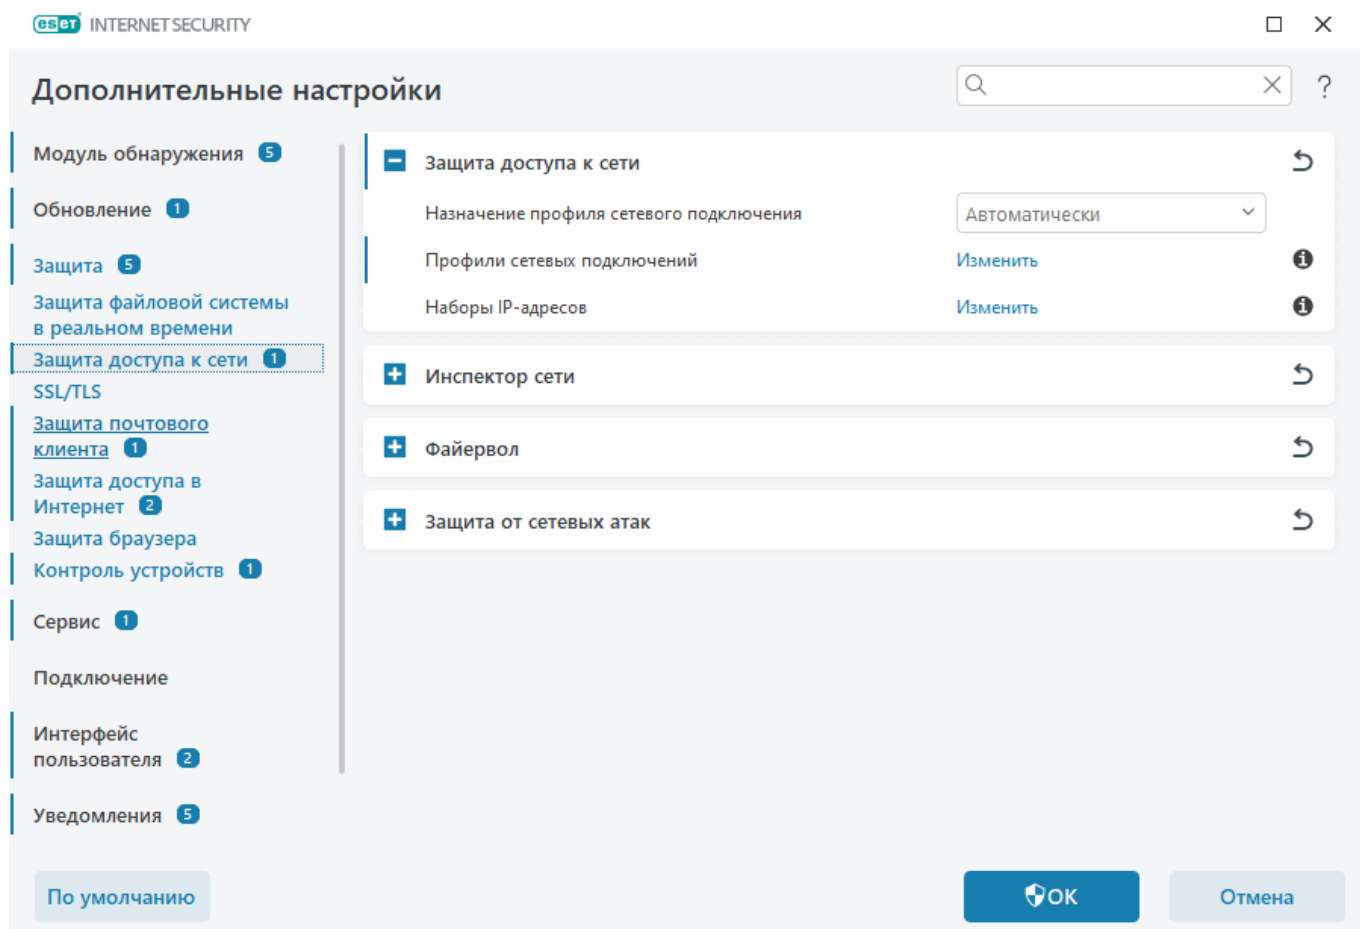 eset INTERNET SECURITY
Дополнительные настройки
?
Модуль обнаружения 5
Обновление 1
Защита 5
Защита файловой системы
в реальном времени
Защита доступа к сети 1
SSL/TLS
Защита почтового
клиента 1
Защита доступа в
Интернет 2
Защита браузера
Контроль устройств 1
Сервис 1
Подключение
Интерфейс
пользователя 2
Уведомления 5
Защита доступа к сети
Назначение профиля сетевого подключения Автоматически
Профили сетевых подключений Изменить
Наборы IP-адресов Изменить
Инспектор сети
Файервол
Защита от сетевых атак
По умолчанию
ОК
Отмена